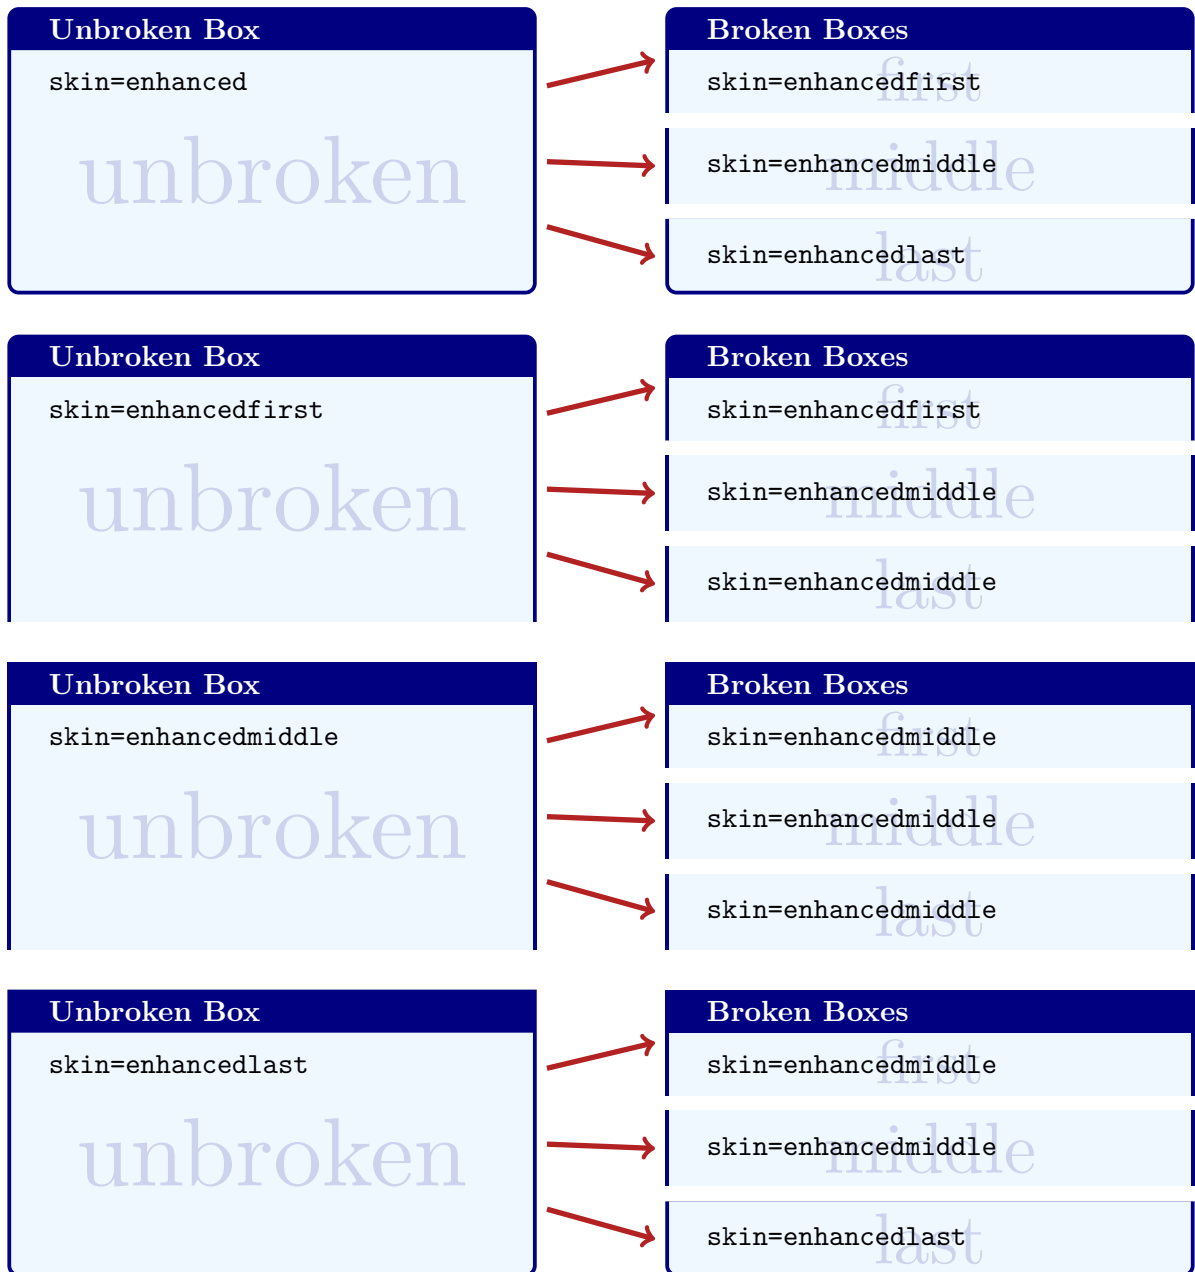 Unbroken Box
skin=enhanced
unbroken
Broken Boxes
first
skin=enhancedfirst
middle
skin=enhancedmiddle
last
skin=enhancedlast
Unbroken Box
skin=enhancedfirst
unbroken
Broken Boxes
first
skin=enhancedfirst
middle
skin=enhancedmiddle
last
skin=enhancedmiddle
Unbroken Box
skin=enhancedmiddle
unbroken
Broken Boxes
first
skin=enhancedmiddle
middle
skin=enhancedmiddle
last
skin=enhancedmiddle
Unbroken Box
skin=enhancedlast
unbroken
Broken Boxes
first
skin=enhancedmiddle
middle
skin=enhancedmiddle
last
skin=enhancedlast